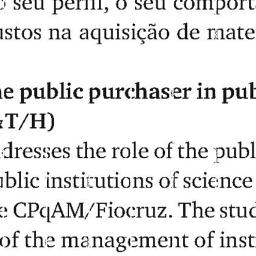 o seu perfil, o seu comport
ustos na aquisição de mate
e public purchaser in pub
&T/H)
dresses the role of the publ
ublic institutions of science
e CPqAM/Fiocruz. The stud
of the management of inst